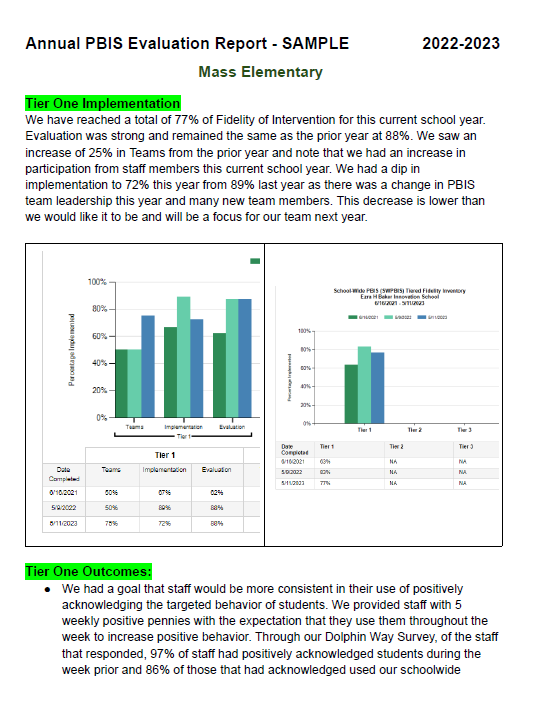 Annual PBIS Evaluation Report - SAMPLE 2022-2023
Mass Elementary
Tier One Implementation
We have reached a total of 77% of Fidelity of Intervention for this current school year.
Evaluation was strong and remained the same as the prior year at 88%. We saw an
increase of 25% in Teams from the prior year and note that we had an increase in
participation from staff members this current school year. We had a dip in
implementation to 72% this year from 89% last year as there was a change in PBIS
team leadership this year and many new team members. This decrease is lower than
we would like it to be and will be a focus for our team next year.
100%
80%
60%
40%
20%
0%
Percentage Implemented
Teams Implementation Evaluation
Tier 1
Tier 1
Date Completed Teams Implementation Evaluation
6/16/2021 50% 67% 62%
5/9/2022 50% 89% 88%
5/11/2023 75% 72% 88%
School-Wide PBIS (SWPBIS) Tiered Fidelity Inventory
Ezra H Baker Innovation School
6/16/2021 - 5/11/2023
6/16/2021 5/9/2022 5/11/2023
100%
80%
60%
40%
20%
0%
Percentage Implemented
Tier 1 Tier 2 Tier 3
Date Completed Tier 1 Tier 2 Tier 3
6/16/2021 63% NA NA
5/9/2022 83% NA NA
5/11/2023 77% NA NA
Tier One Outcomes:
● We had a goal that staff would be more consistent in their use of positively
acknowledging the targeted behavior of students. We provided staff with 5
weekly positive pennies with the expectation that they use them throughout the
week to increase positive behavior. Through our Dolphin Way Survey, of the staff
that responded, 97% of staff had positively acknowledged students during the
week prior and 86% of those that had acknowledged used our schoolwide